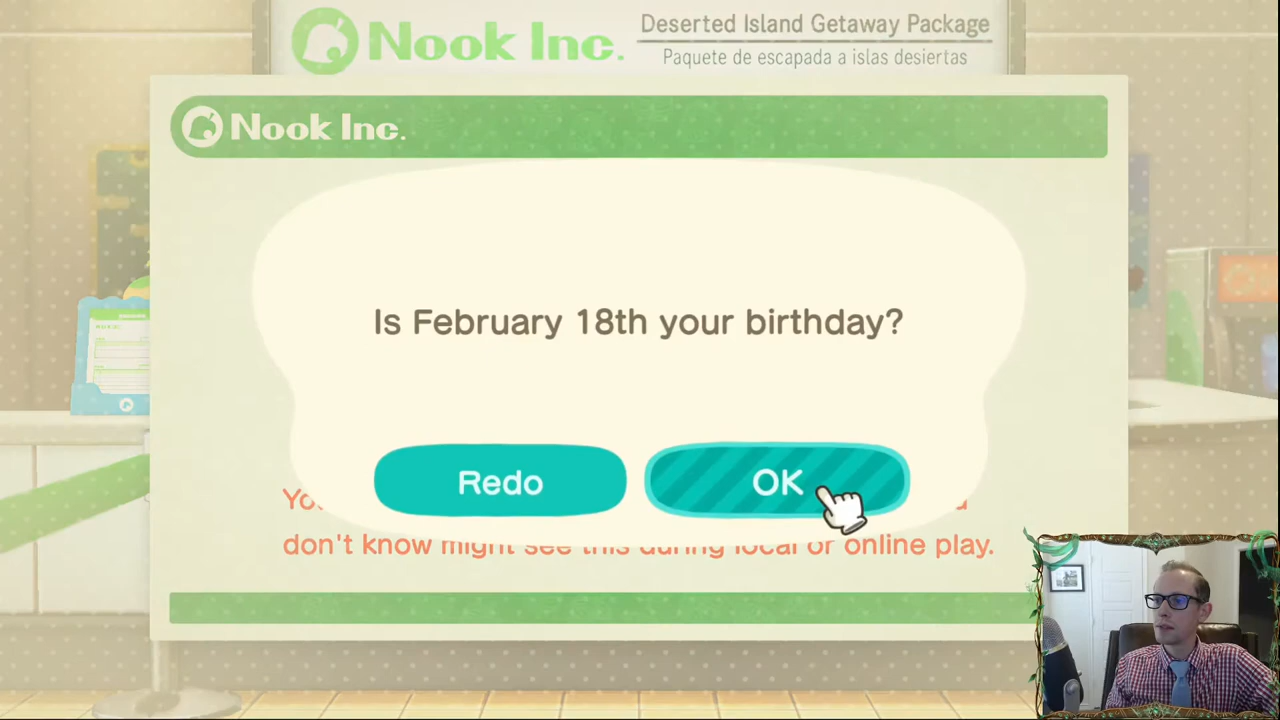 Nook Inc.
Deserted Island Getaway Package
Paquete de escapada a islas desiertas
Nook Inc.
Is February 18th your birthday?
Redo
OK
don't know might see this during local or online play.